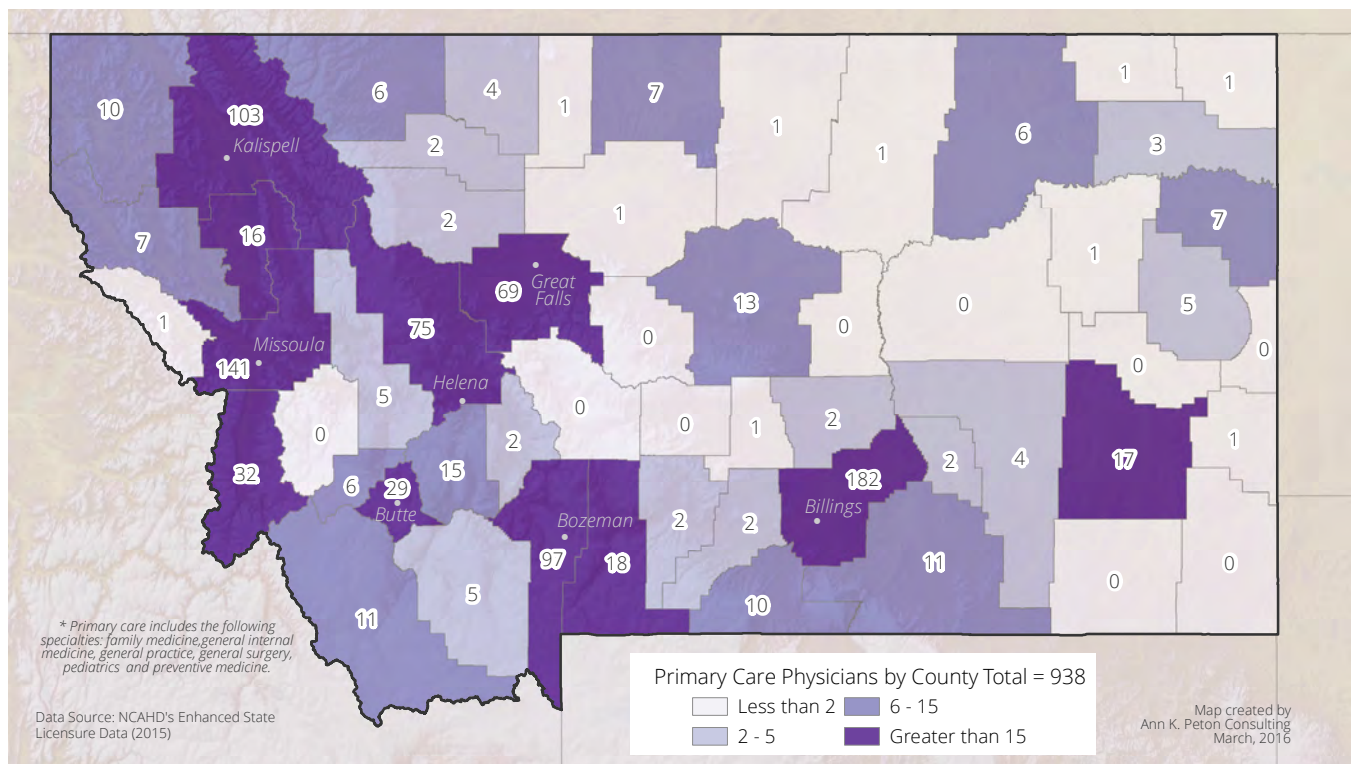 6
4
1
7
1
1
6
1
1
10
103
Kalispell
2
3
2
1
7
16
7
1
1
69
Great
Falls
13
0
5
75
0
0
0
0
1
Missoula
141
Helena
5
0
0
0
1
2
2
1
32
6
29
Butte
15
182
Billings
2
4
17
Bozeman
97
18
2
2
11
0
0
11
5
10
* Primary care includes the following
specialties: family medicine,general internal
medicine, general practice, general surgery,
pediatrics and preventive medicine.
Data Source: NCAHD's Enhanced State
Licensure Data (2015)
Primary Care Physicians by County Total = 938
Less than 2
6 - 15
2 - 5
Greater than 15
Map created by
Ann K. Peton Consulting
March, 2016